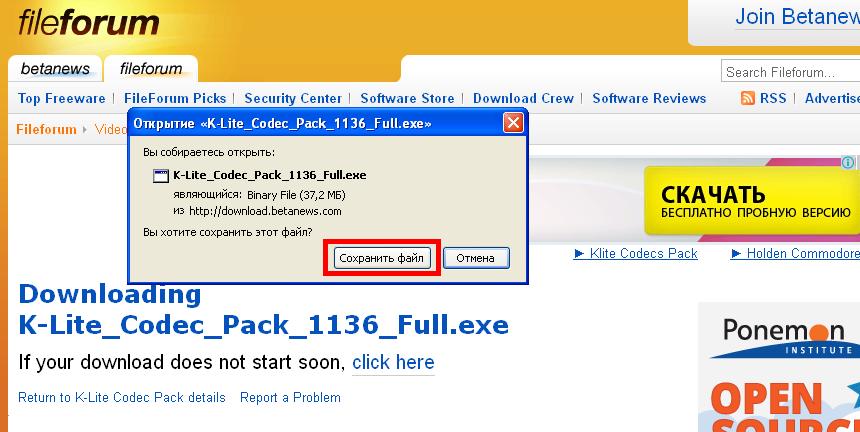 fileforum
Join Betanew
betanews fileforum
Search Fileforum...
Top Freeware | FileForum Picks | Security Center | Software Store | Download Crew | Software Reviews
RSS | Advertise
Fileforum Video
Открытие «K-Lite_Codec_Pack_1136_Full.exe»
Вы собираетесь открыть:
K-Lite_Codec_Pack_1136_Full.exe
являющийся: Binary File (37,2 МБ)
из http://download.betanews.com
Вы хотите сохранить этот файл?
Сохранить файл Отмена
СКАЧАТЬ
БЕСПЛАТНО ПРОБНУЮ ВЕРСИЮ
Klite Codecs Pack Holden Commodore
Downloading
K-Lite_Codec_Pack_1136_Full.exe
If your download does not start soon, click here
Return to K-Lite Codec Pack details Report a Problem
Ponemon
INSTITUTE
OPEN
SOURCE